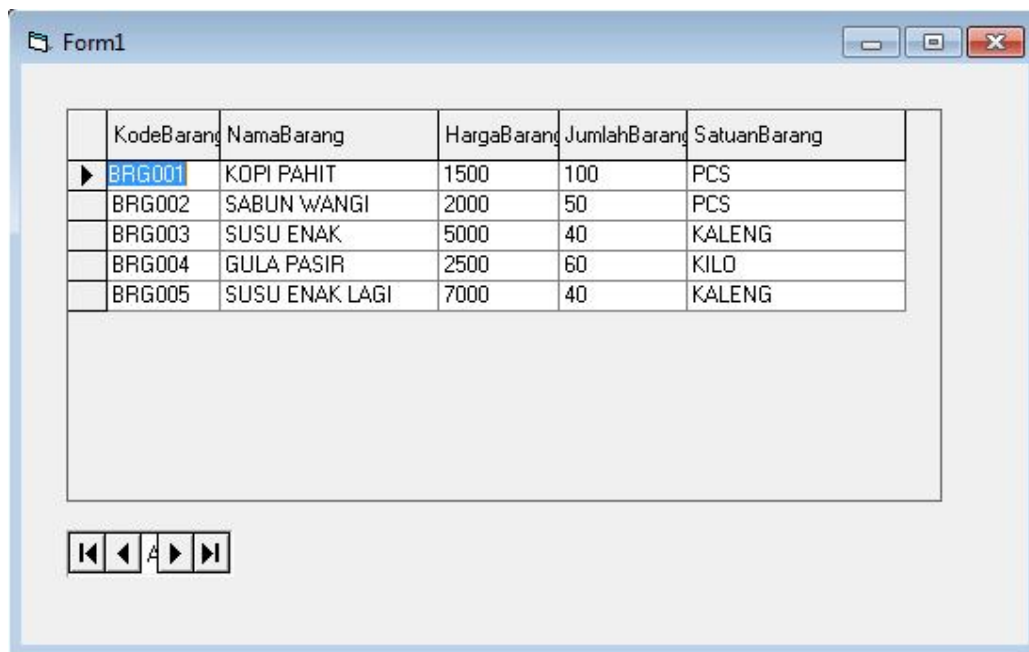 Form1
KodeBarang NamaBarang HargaBarang JumlahBarang SatuanBarang
BRG001 KOPI PAHIT 1500 100 PCS
BRG002 SABUN WANGI 2000 50 PCS
BRG003 SUSU ENAK 5000 40 KALENG
BRG004 GULA PASIR 2500 60 KILO
BRG005 SUSU ENAK LAGI 7000 40 KALENG